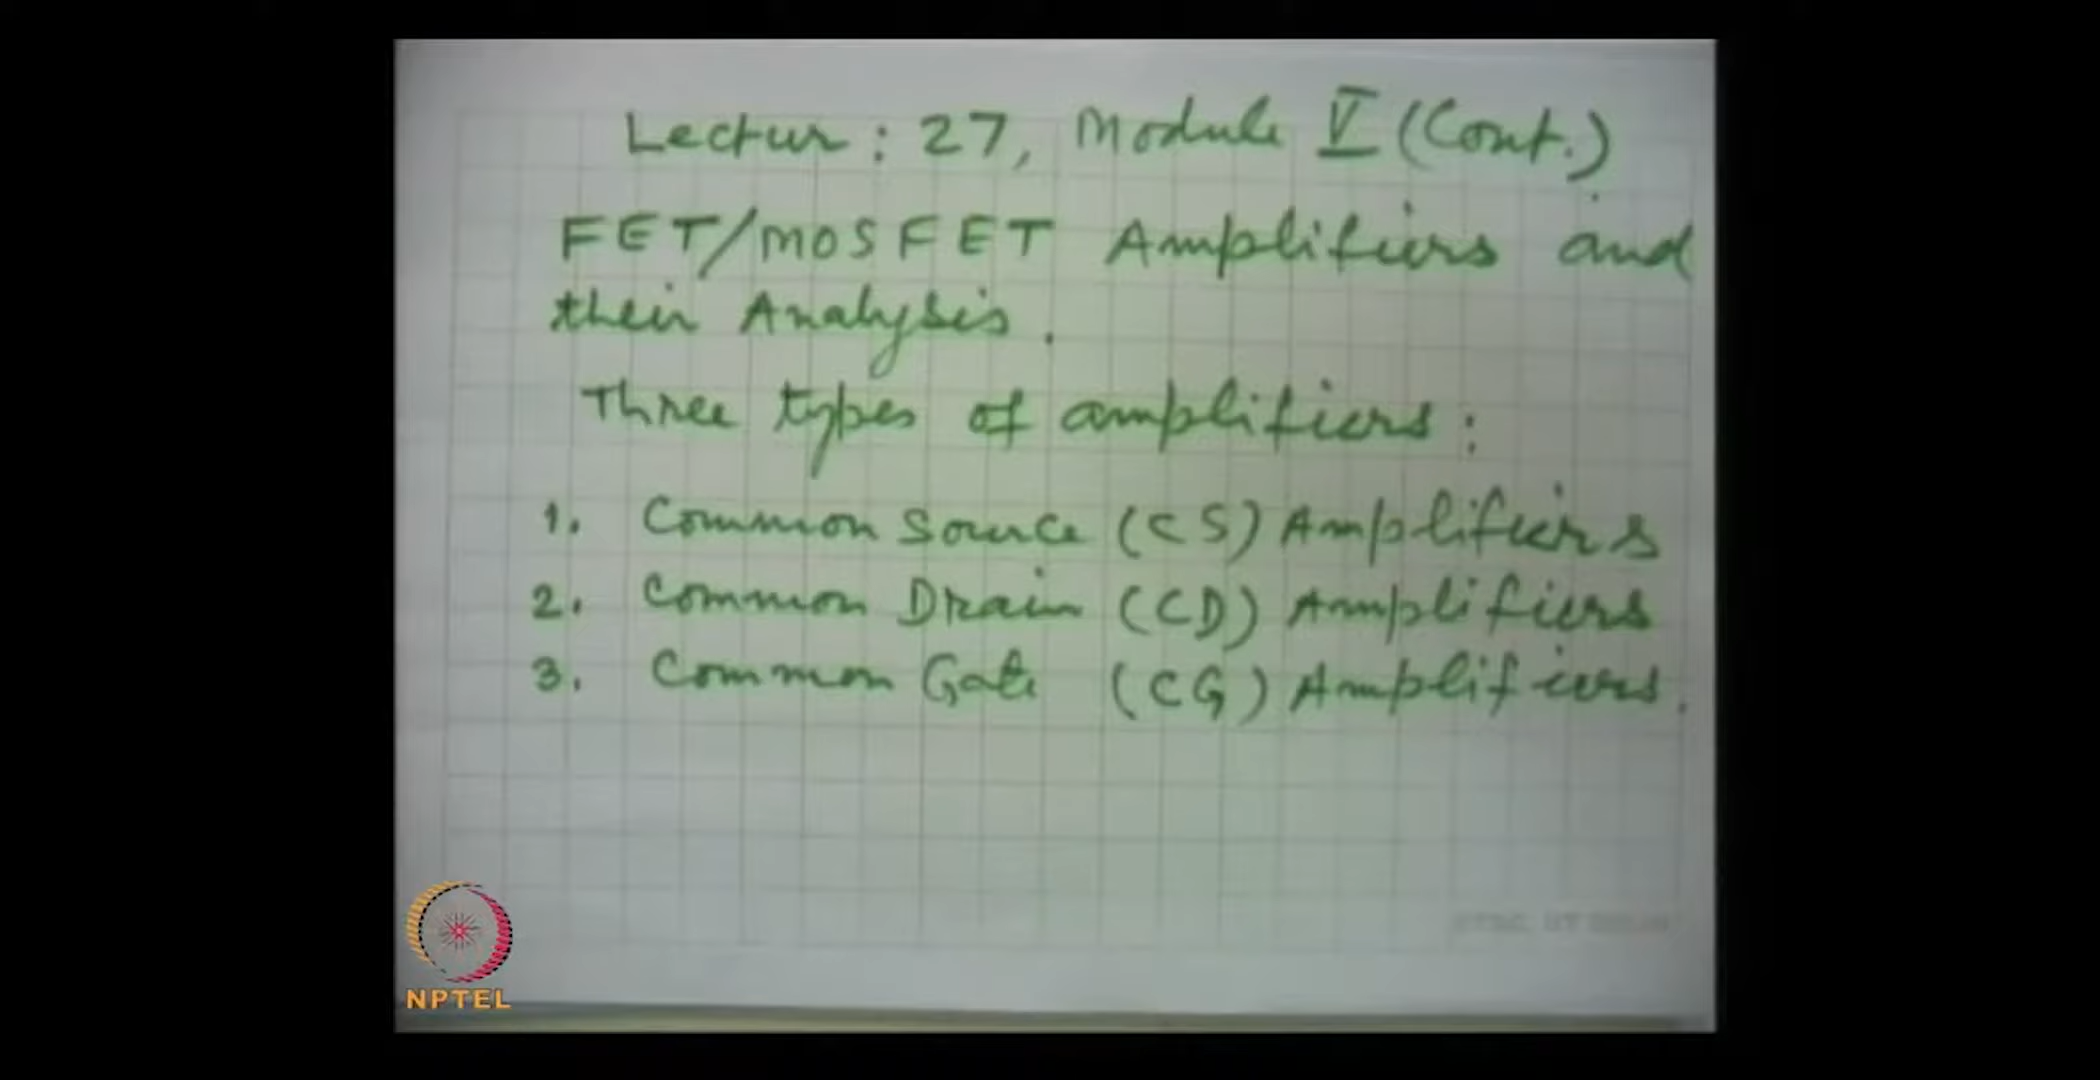 Lectur : 27, Module V (Cont.)
FET/MOSFET Amplifiers and
their Analysis.
Three types of amplifiers :
1. Common Source (CS) Amplifiers
2. Common Drain (CD) Amplifiers
3. Common Gate (CG) Amplifiers.
NPTEL